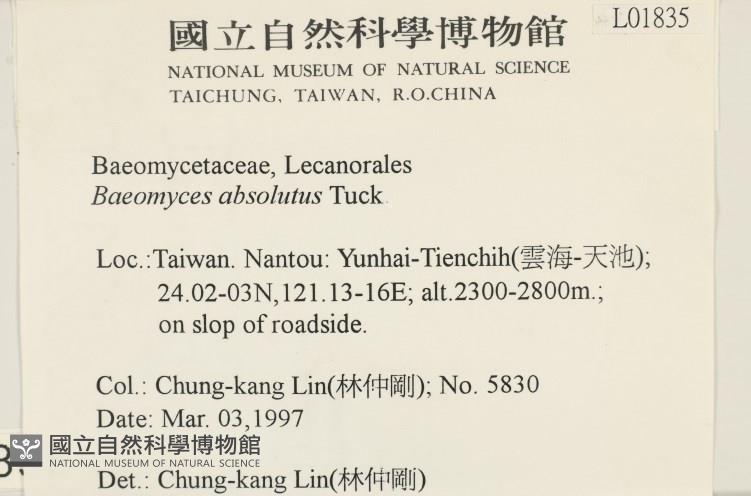 L01835
國立自然科學博物館
NATIONAL MUSEUM OF NATURAL SCIENCE
TAICHUNG, TAIWAN, R.O.CHINA
Baeomycetaceae, Lecanorales
Baeomyces absolutus Tuck.
Loc.:Taiwan. Nantou: Yunhai-Tienchih(雲海-天池);
24.02-03N,121.13-16E; alt.2300-2800m.;
on slop of roadside.
Col.: Chung-kang Lin(林仲剛); No. 5830
Date: Mar. 03,1997
國立自然科學博物館
NATIONAL MUSEUM OF NATURAL SCIENCE
Det.: Chung-kang Lin(林仲剛)